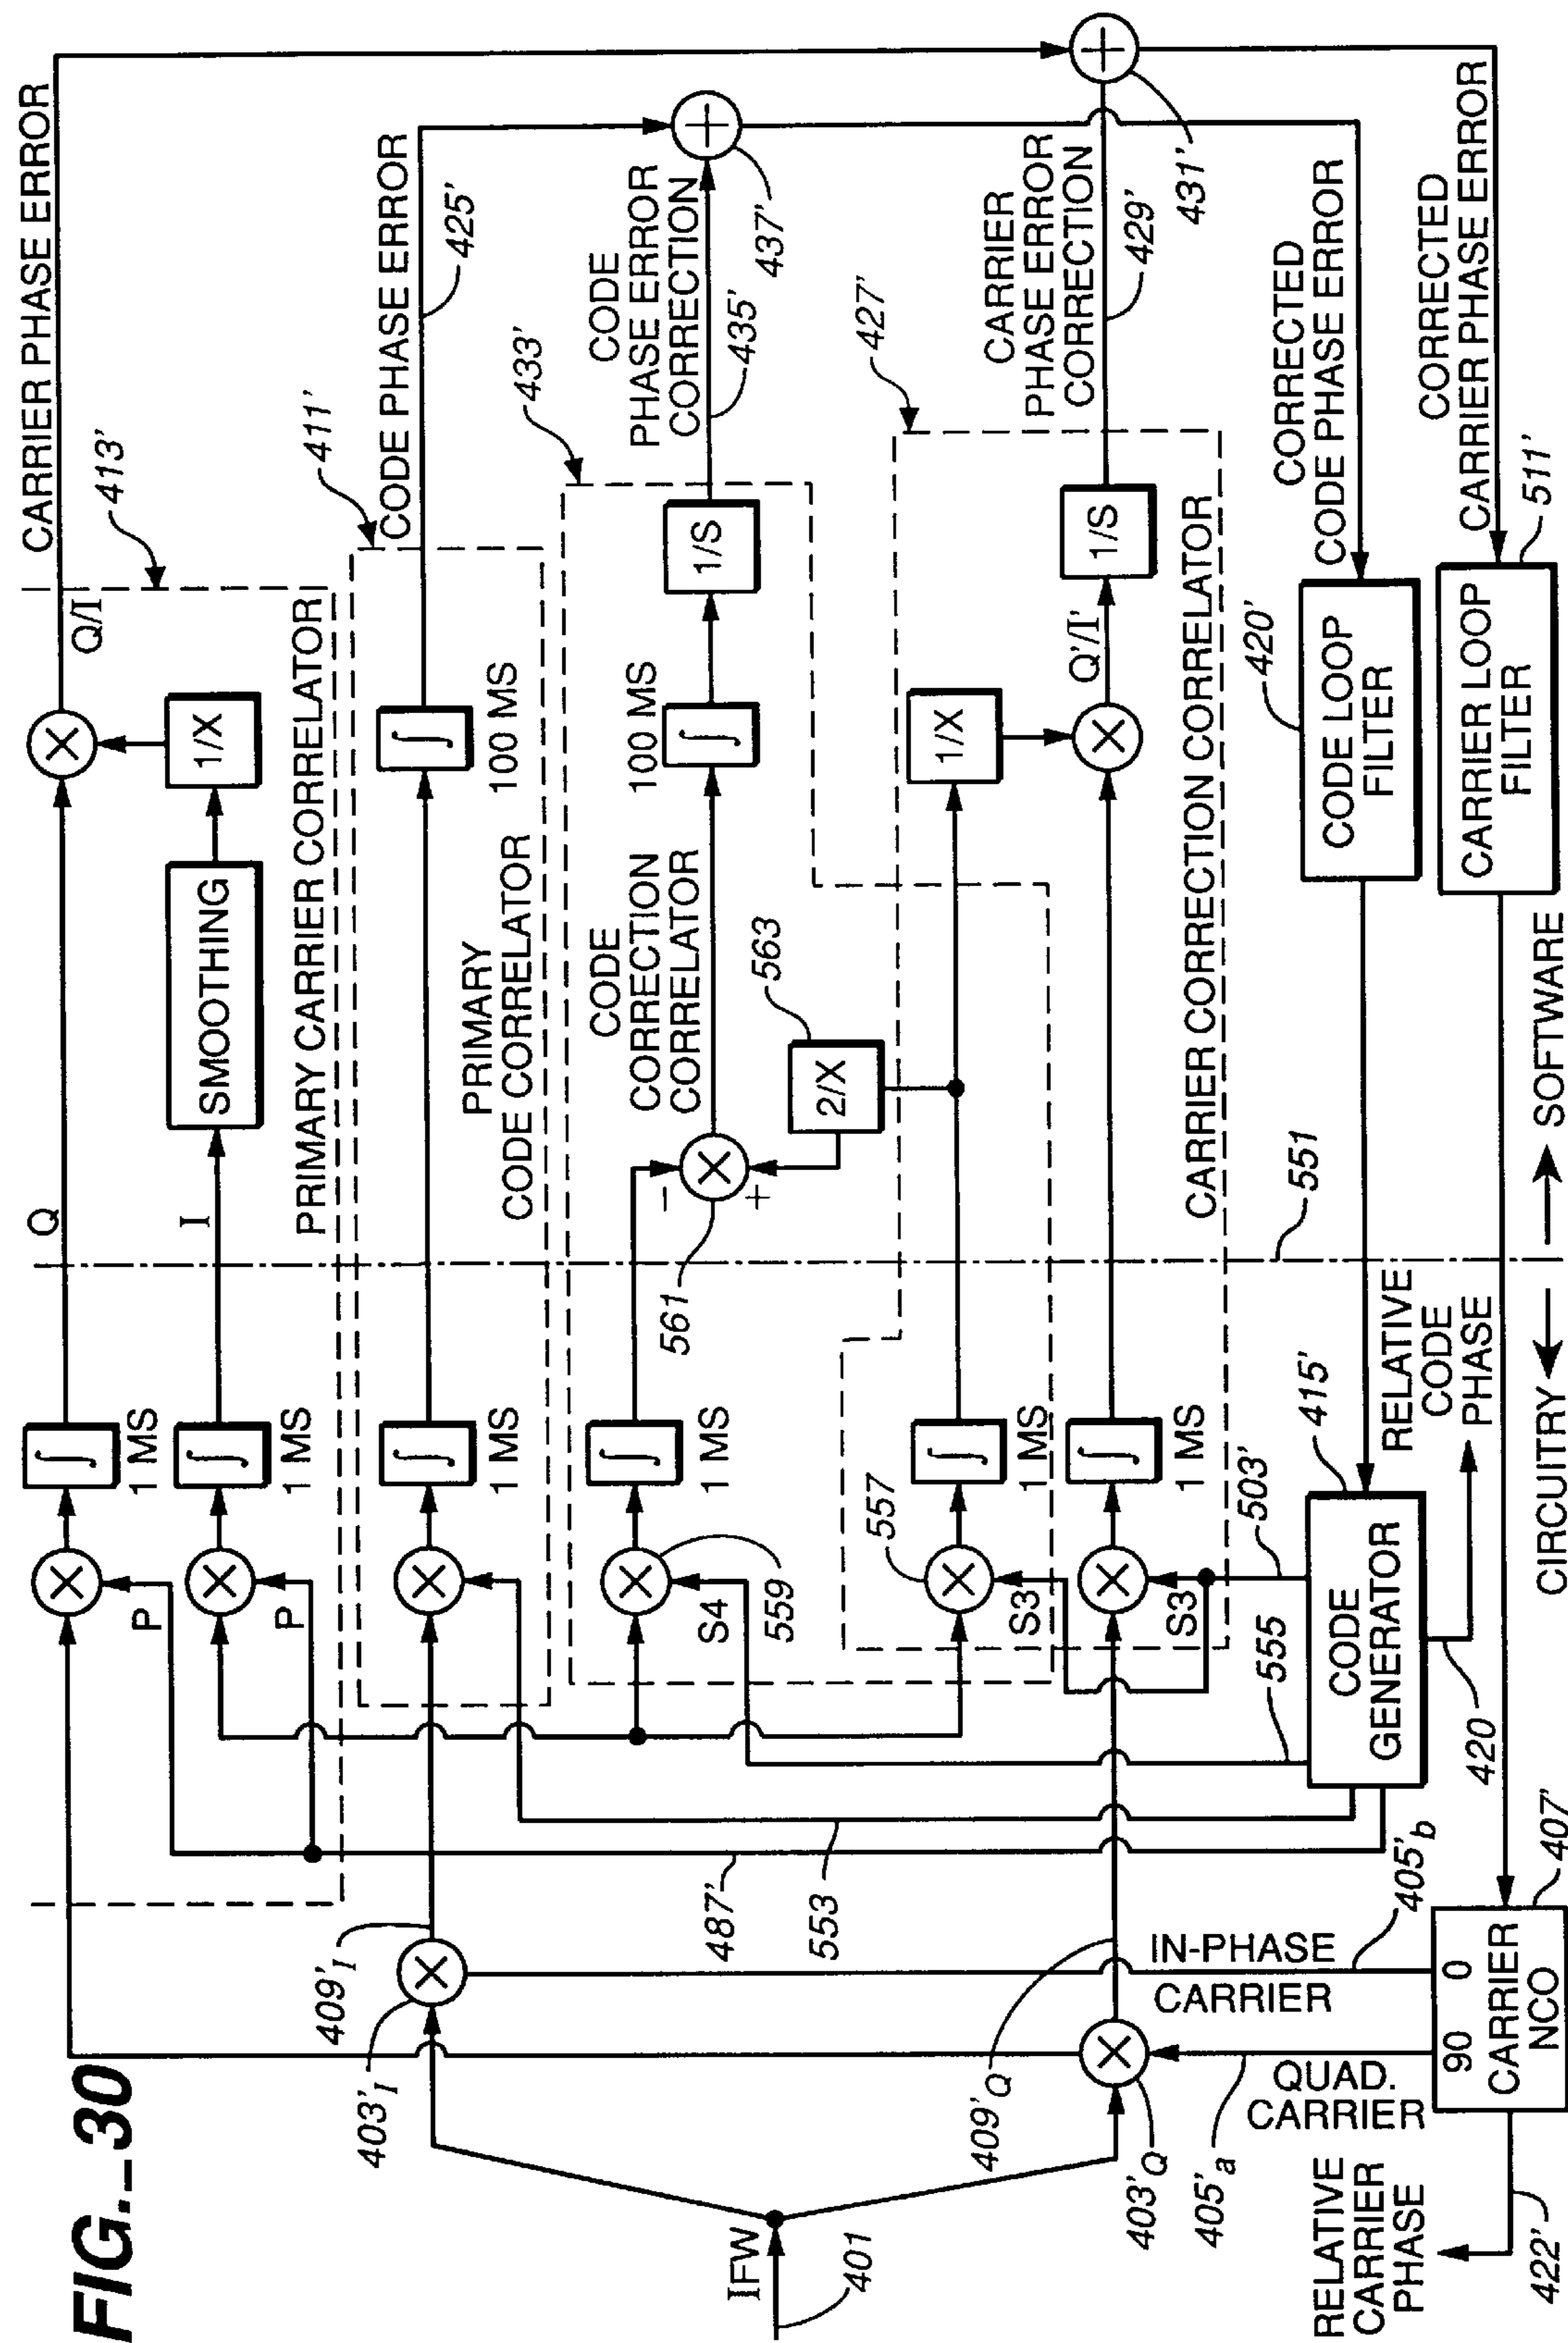 FIG._30
CARRIER PHASE ERROR
413'
Q/I
Q
I
1/X
SMOOTHING
PRIMARY CARRIER CORRELATOR
∫
1 MS
∫
1 MS
P
P
411'
CODE PHASE ERROR
425'
∫
100 MS
PRIMARY
CODE CORRELATOR
∫
1 MS
433'
CODE
PHASE ERROR
CORRECTION
435'
437'
1/S
∫
100 MS
CODE
CORRECTION
CORRELATOR
563
2/X
−
+
561
∫
1 MS
S4
559
427'
CARRIER
PHASE ERROR
CORRECTION
429'
431'
1/S
Q'/I'
1/X
CARRIER CORRECTION CORRELATOR
557
∫
1 MS
S3
∫
1 MS
S3
CORRECTED
CODE PHASE ERROR
420'
CODE LOOP
FILTER
CORRECTED
CARRIER PHASE ERROR
511'
CARRIER LOOP
FILTER
551
SOFTWARE
CIRCUITRY
RELATIVE
CODE
PHASE
415'
503'
555
CODE
GENERATOR
420
487'
553
409'I
403'I
IN-PHASE
CARRIER
405'b
407'
0
90
CARRIER
NCO
QUAD.
CARRIER
405'a
409'Q
403'Q
IFW
401
RELATIVE
CARRIER
PHASE
422'